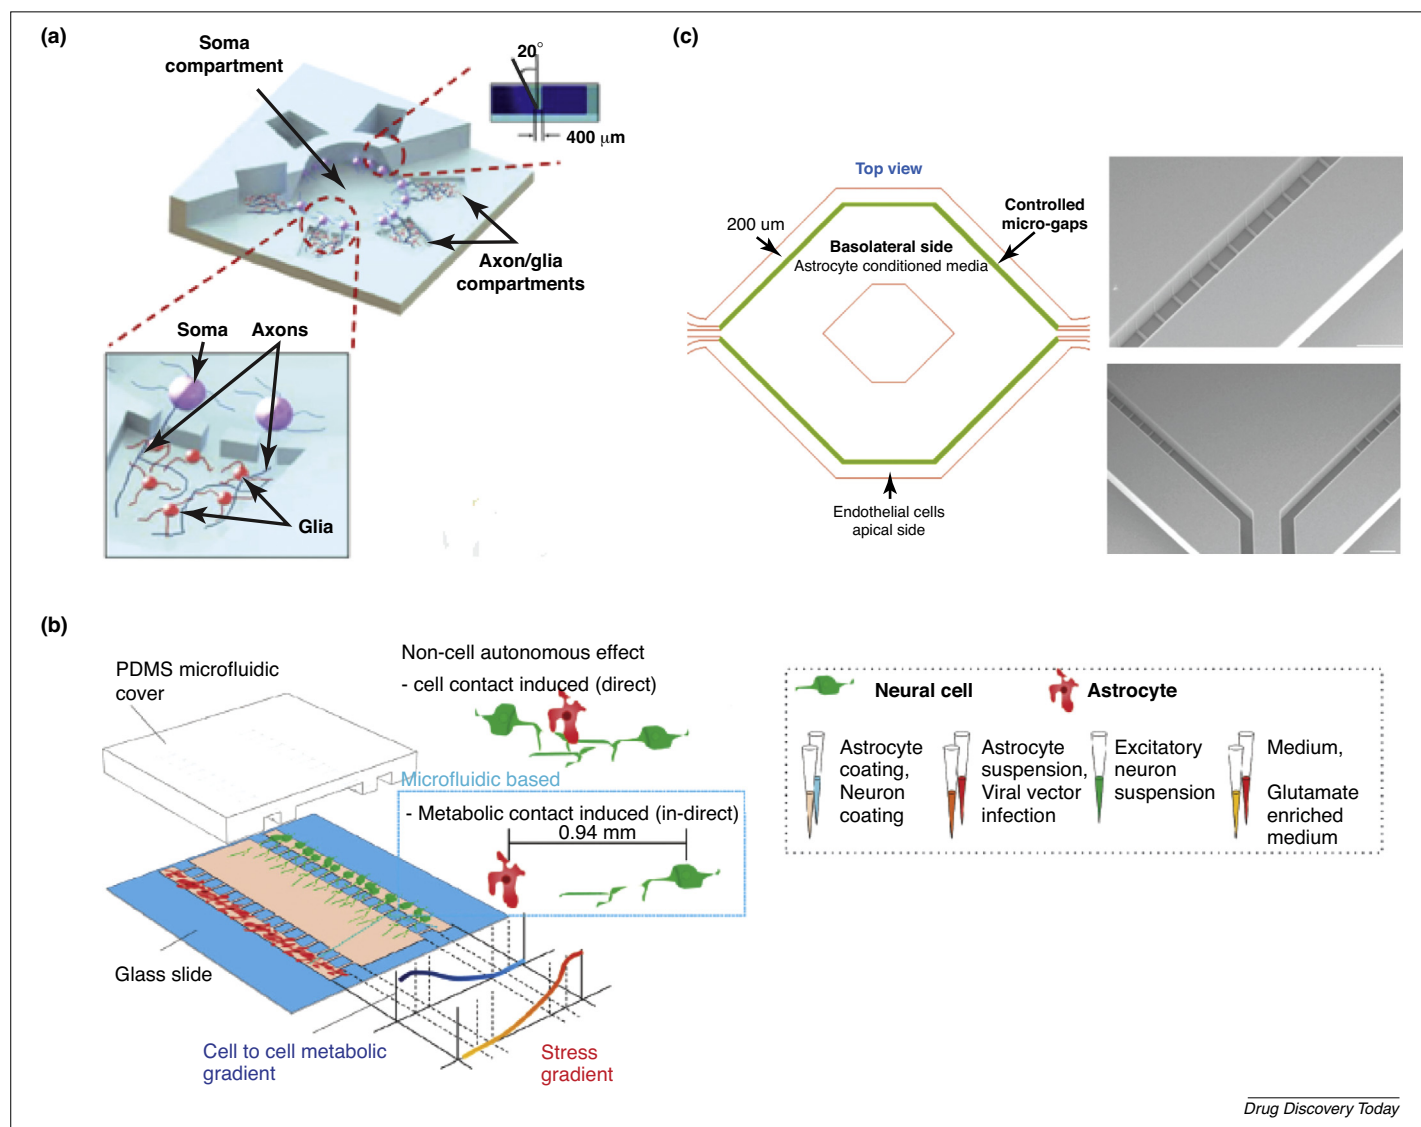 (a)
Soma
compartment
20°
400 μm
Axon/glia
compartments
Soma
Axons
Glia
(c)
Top view
200 um
Controlled
micro-gaps
Basolateral side
Astrocyte conditioned media
Endothelial cells
apical side
(b)
PDMS microfluidic
cover
Non-cell autonomous effect
- cell contact induced (direct)
Microfluidic based
- Metabolic contact induced (in-direct)
0.94 mm
Glass slide
Cell to cell metabolic
gradient
Stress
gradient
Neural cell
Astrocyte
Astrocyte
coating,
Neuron
coating
Astrocyte
suspension,
Viral vector
infection
Excitatory
neuron
suspension
Medium,
Glutamate
enriched
medium
Drug Discovery Today